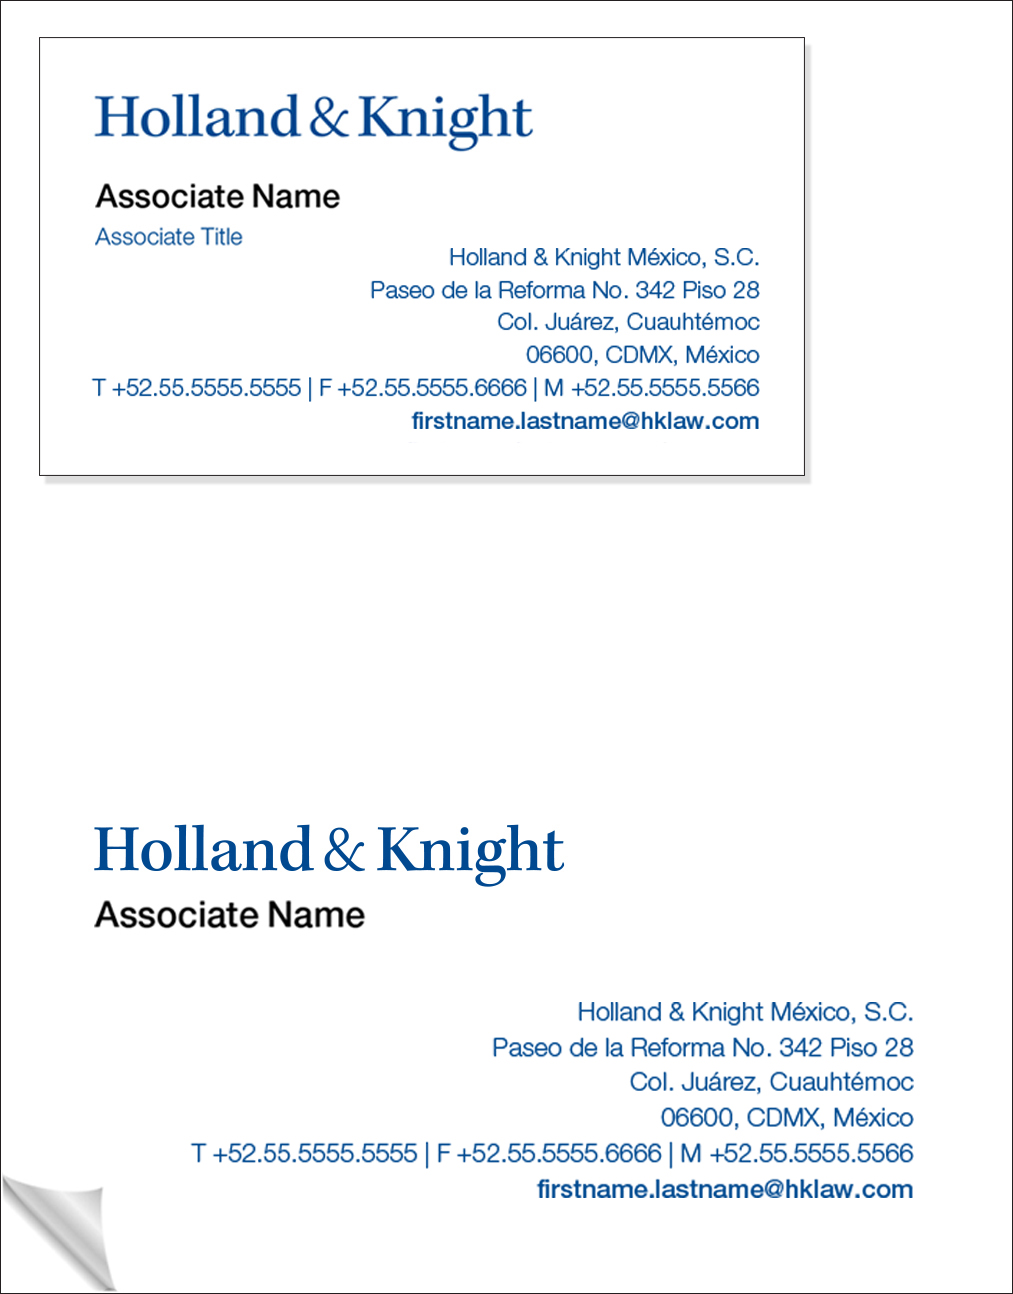 Holland & Knight
Associate Name
Associate Title
Holland & Knight México, S.C.
Paseo de la Reforma No. 342 Piso 28
Col. Juárez, Cuauhtémoc
06600, CDMX, México
T +52.55.5555.5555 | F +52.55.5555.6666 | M +52.55.5555.5566
firstname.lastname@hklaw.com
Holland & Knight
Associate Name
Holland & Knight México, S.C.
Paseo de la Reforma No. 342 Piso 28
Col. Juárez, Cuauhtémoc
06600, CDMX, México
T +52.55.5555.5555 | F +52.55.5555.6666 | M +52.55.5555.5566
firstname.lastname@hklaw.com